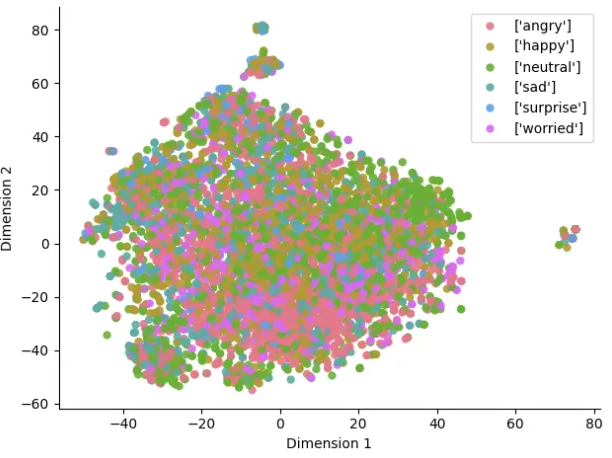 80
60
40
20
0
−20
−40
−60
Dimension 2
−40 −20 0 20 40 60 80
Dimension 1
['angry']
['happy']
['neutral']
['sad']
['surprise']
['worried']